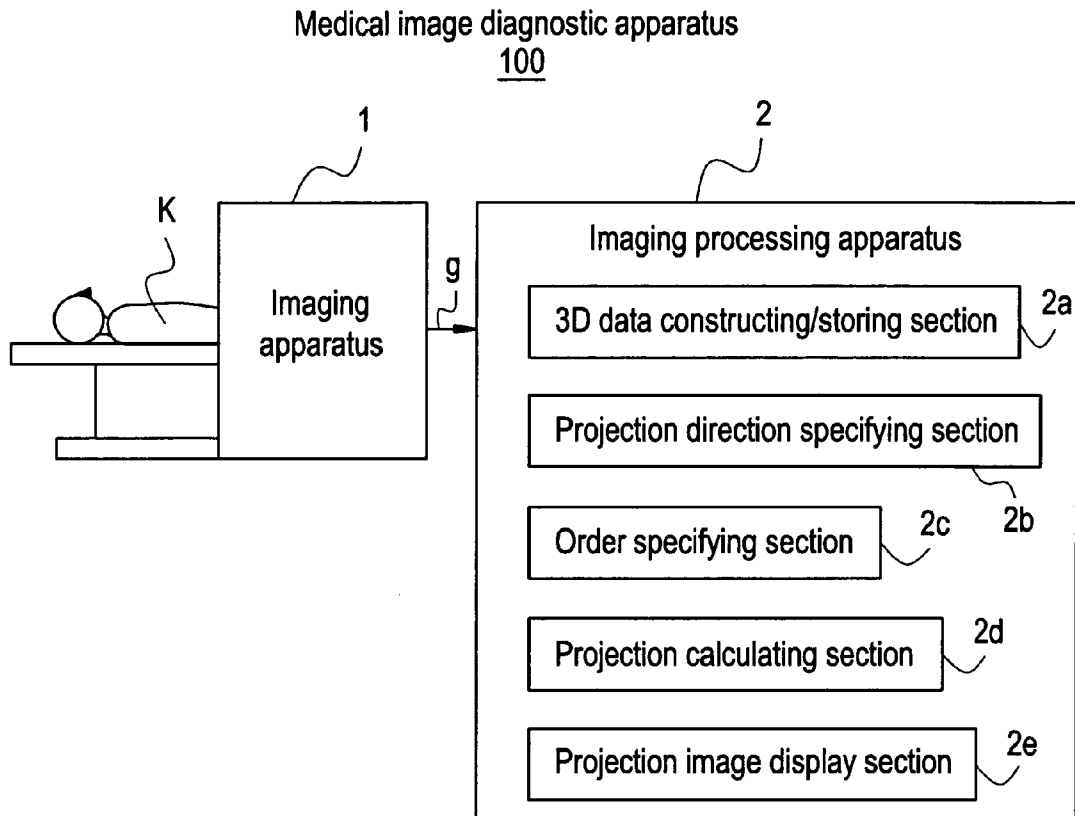 Medical image diagnostic apparatus
100
1
2
K
Imaging
apparatus
g
Imaging processing apparatus
3D data constructing/storing section
2a
Projection direction specifying section
2b
Order specifying section
2c
Projection calculating section
2d
Projection image display section
2e